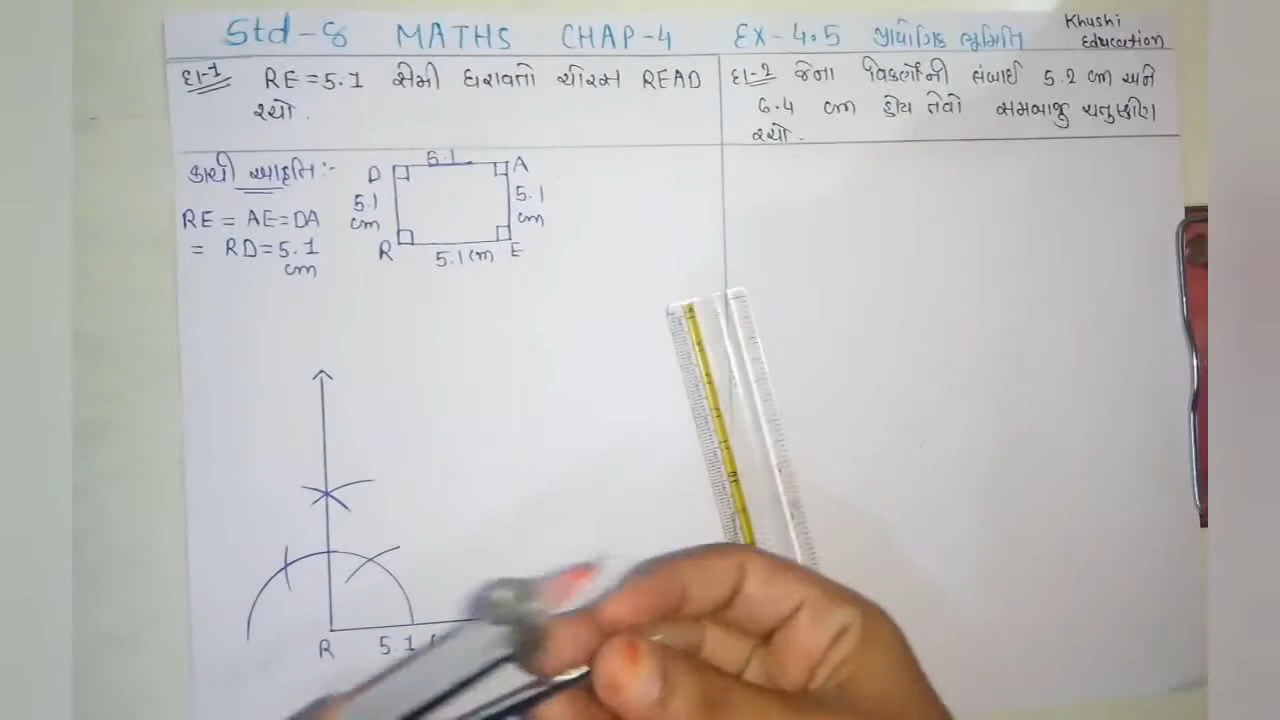 Std-8 MATHS CHAP-4 EX-4.5 પ્રાયોગિક ભૂમિતિ Khushi Education
દા-1 RE = 5.1 સેમી ધરાવતો ચોરસ READ
રચો.
દા-2 જેના વિકર્ણોની લંબાઈ 5.2 cm અને
6.4 cm હોય તેવો સમબાજુ ચતુષ્કોણ
રચો.
કાચી આકૃતિ:-
RE = AE = DA
= RD = 5.1
cm
5.1
D A
5.1 5.1
cm cm
R E
5.1 cm
R 5.1